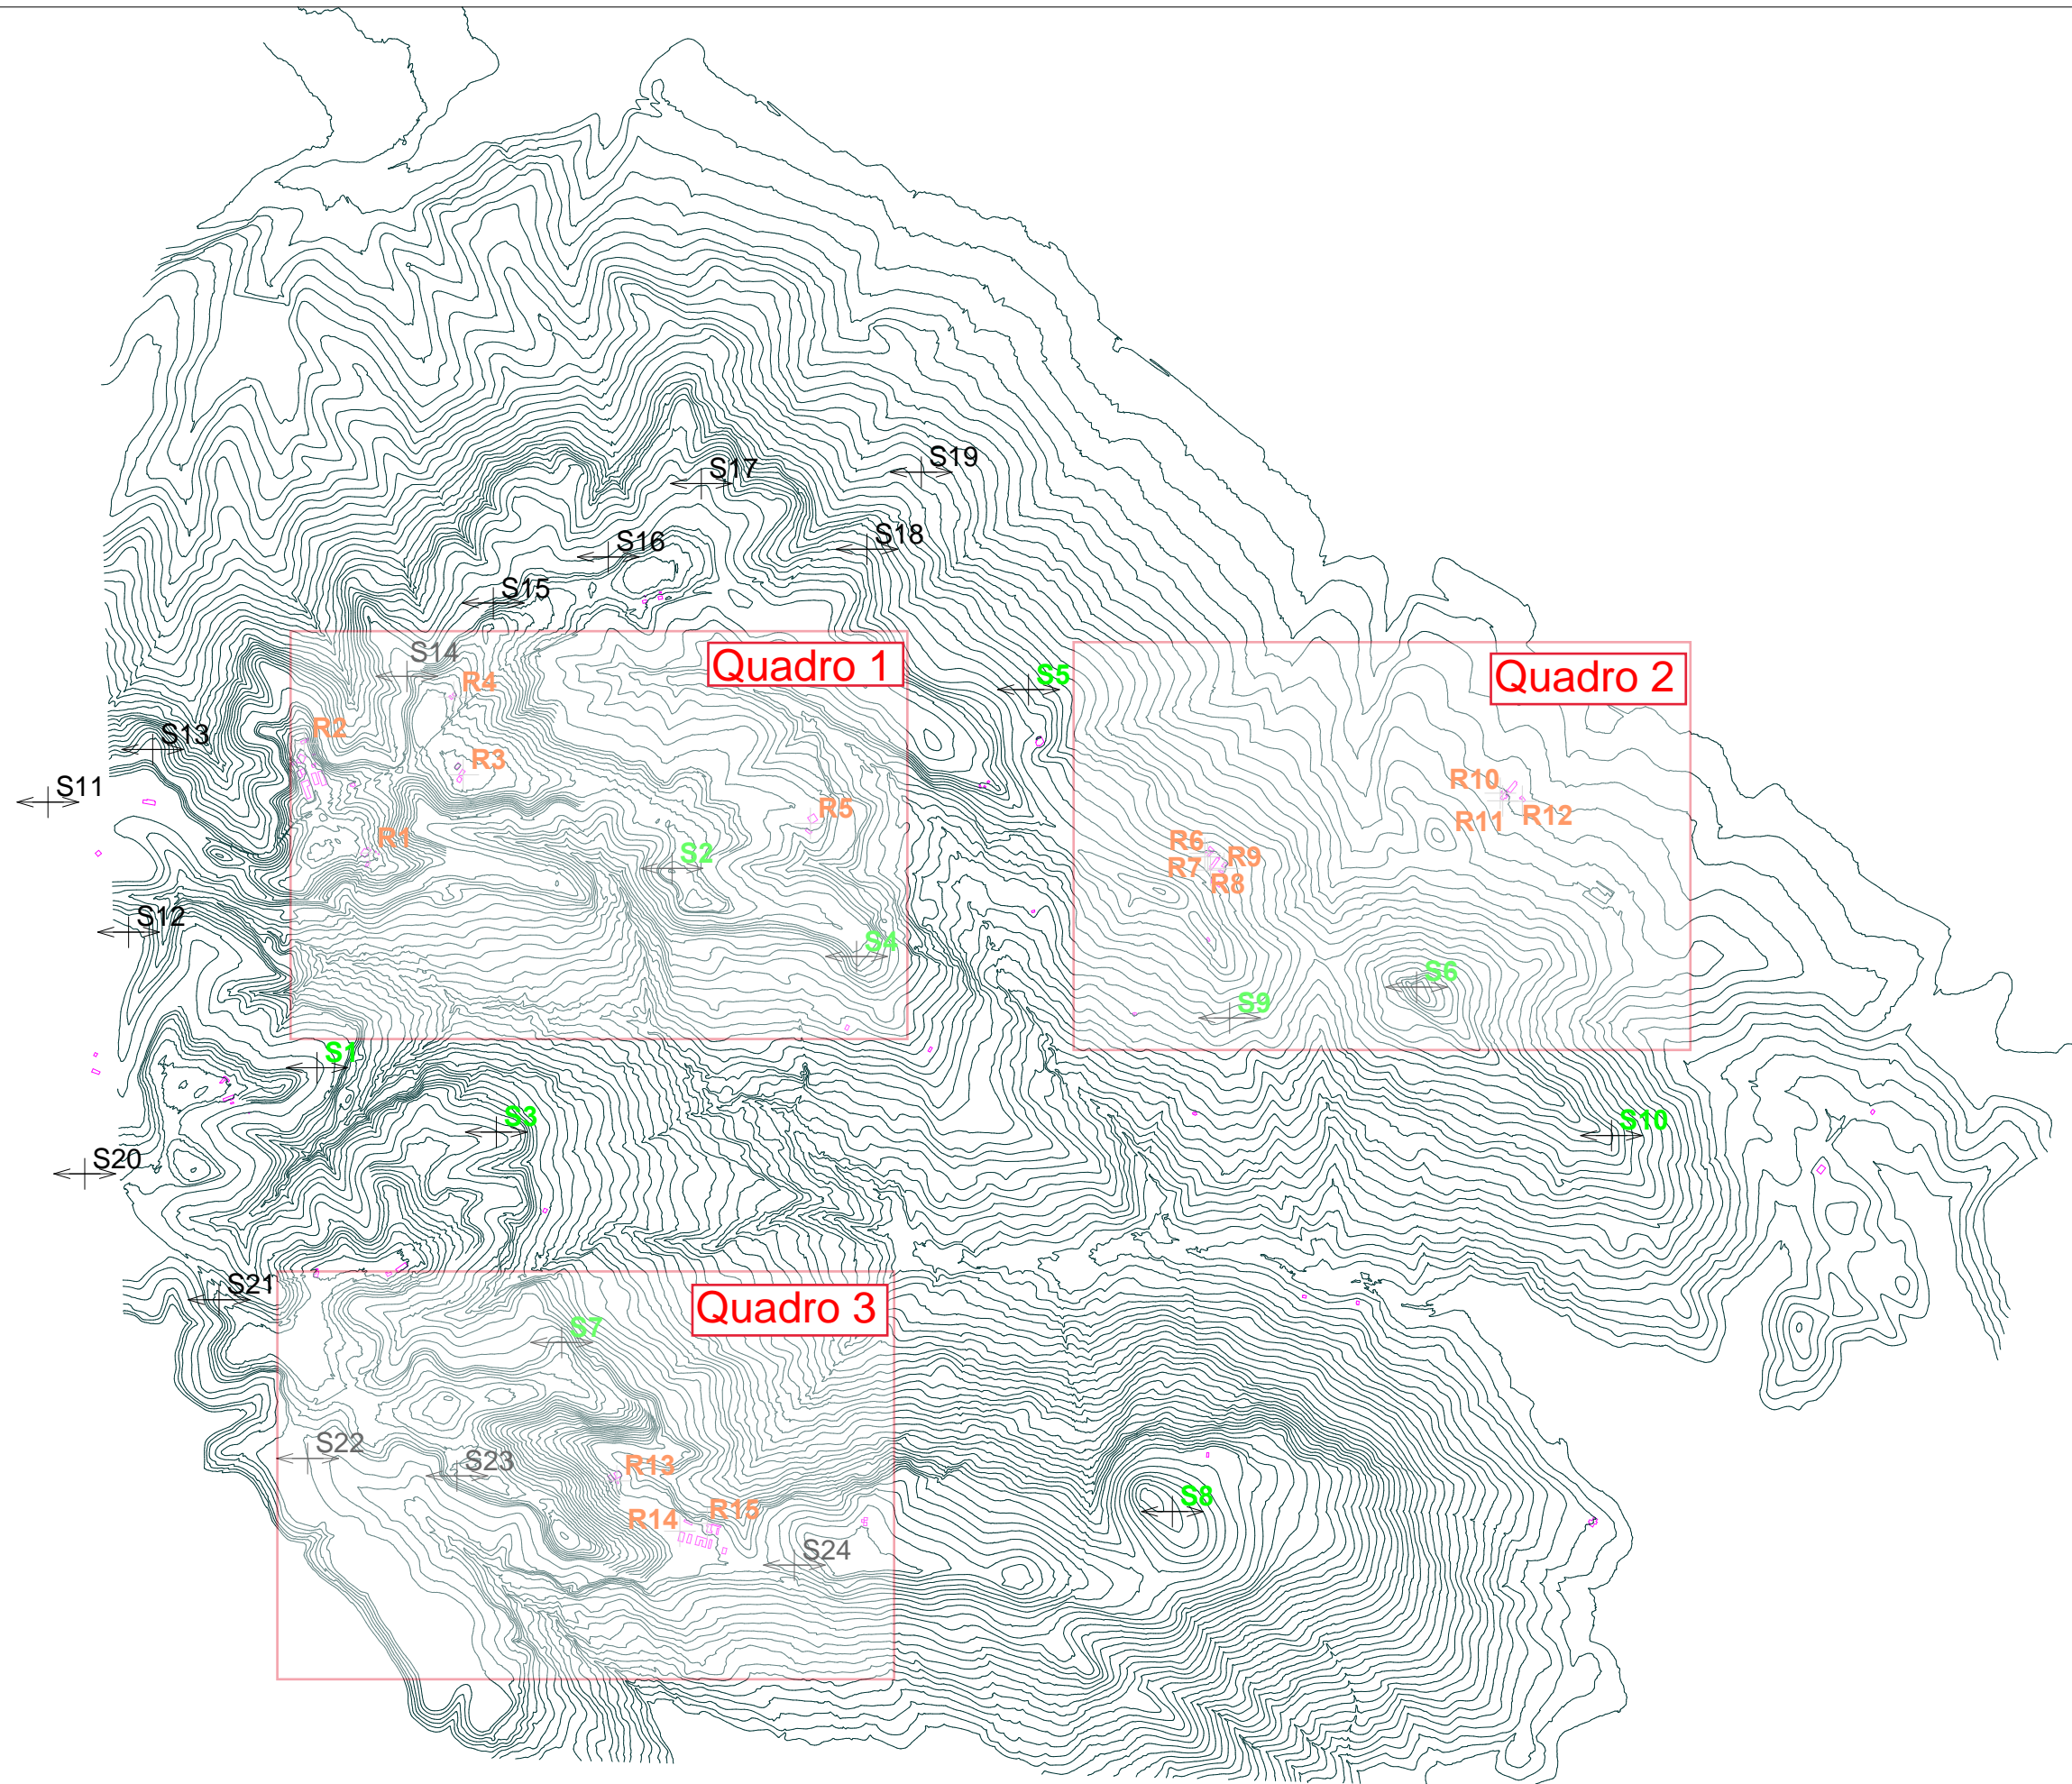 S17
S19
S18
S16
S15
S14
Quadro 1
R4
S5
Quadro 2
R2
S13
R3
S11
R10
R5
R12
R11
R1
R6
S2
R9
R7
R8
S12
S4
S6
S9
S1
S3
S10
S20
S21
Quadro 3
S7
S22
S23
R13
S8
R15
R14
S24